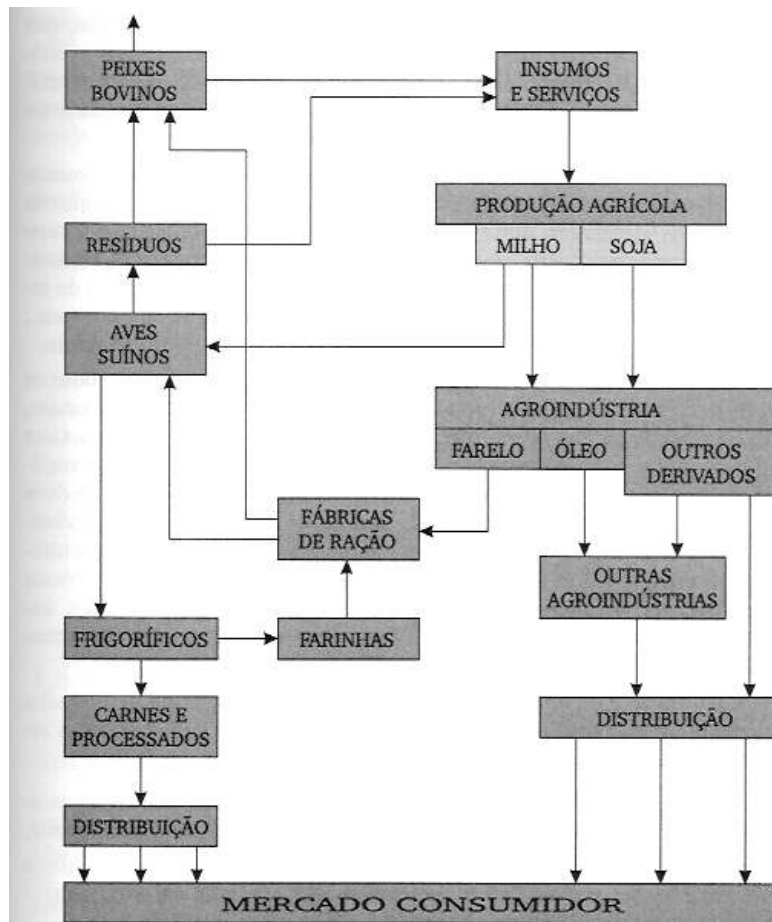 PEIXES
BOVINOS
INSUMOS
E SERVIÇOS
PRODUÇÃO AGRÍCOLA
MILHO
SOJA
RESÍDUOS
AVES
SUÍNOS
AGROINDÚSTRIA
FARELO
ÓLEO
OUTROS
DERIVADOS
FÁBRICAS
DE RAÇÃO
OUTRAS
AGROINDÚSTRIAS
FRIGORÍFICOS
FARINHAS
CARNES E
PROCESSADOS
DISTRIBUIÇÃO
DISTRIBUIÇÃO
MERCADO CONSUMIDOR